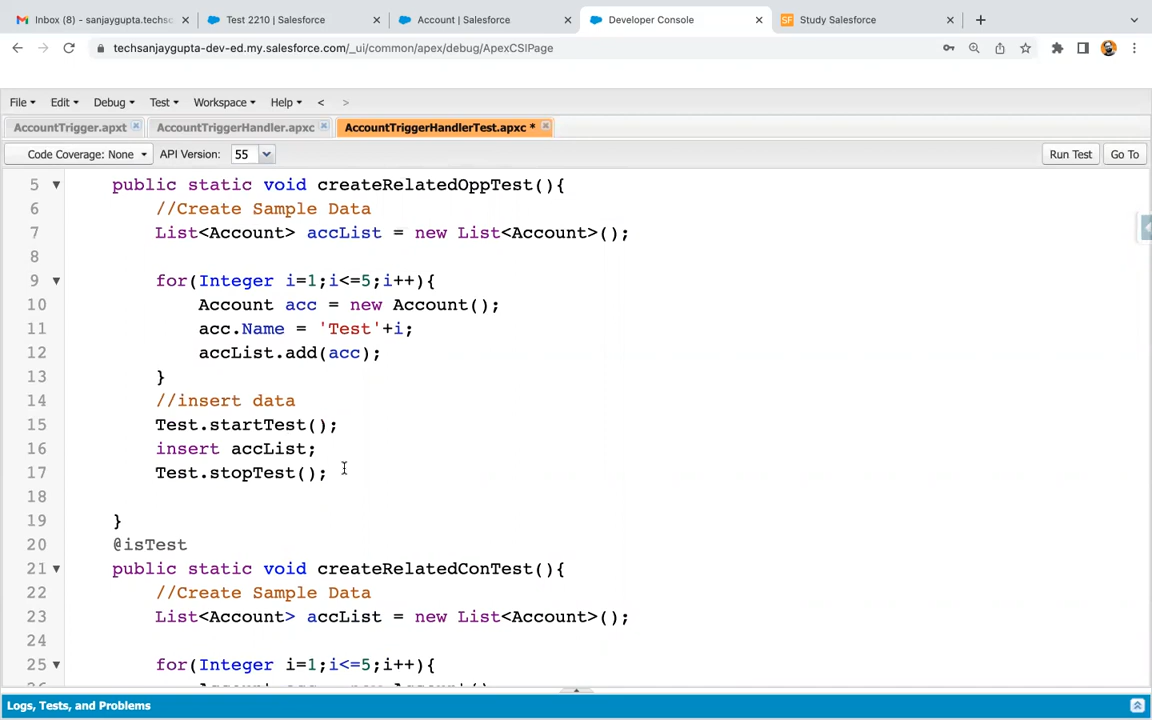 Inbox (0) - sanjaygupta.techsc
Test 2210 | Salesforce
Account | Salesforce
Developer Console
SF Study Salesforce
techsanjaygupta-dev-ed.my.salesforce.com/_ui/common/apex/debug/ApexCSIPage
File Edit Debug Test Workspace Help < >
AccountTrigger.apxt AccountTriggerHandler.apxc AccountTriggerHandlerTest.apxc *
Code Coverage: None API Version: 55 Run Test Go To
5 public static void createRelatedOppTest(){
6 //Create Sample Data
7 List<Account> accList = new List<Account>();
8
9 for(Integer i=1;i<=5;i++){
10 Account acc = new Account();
11 acc.Name = 'Test'+i;
12 accList.add(acc);
13 }
14 //insert data
15 Test.startTest();
16 insert accList;
17 Test.stopTest();
18
19 }
20 @isTest
21 public static void createRelatedConTest(){
22 //Create Sample Data
23 List<Account> accList = new List<Account>();
24
25 for(Integer i=1;i<=5;i++){
Logs, Tests, and Problems